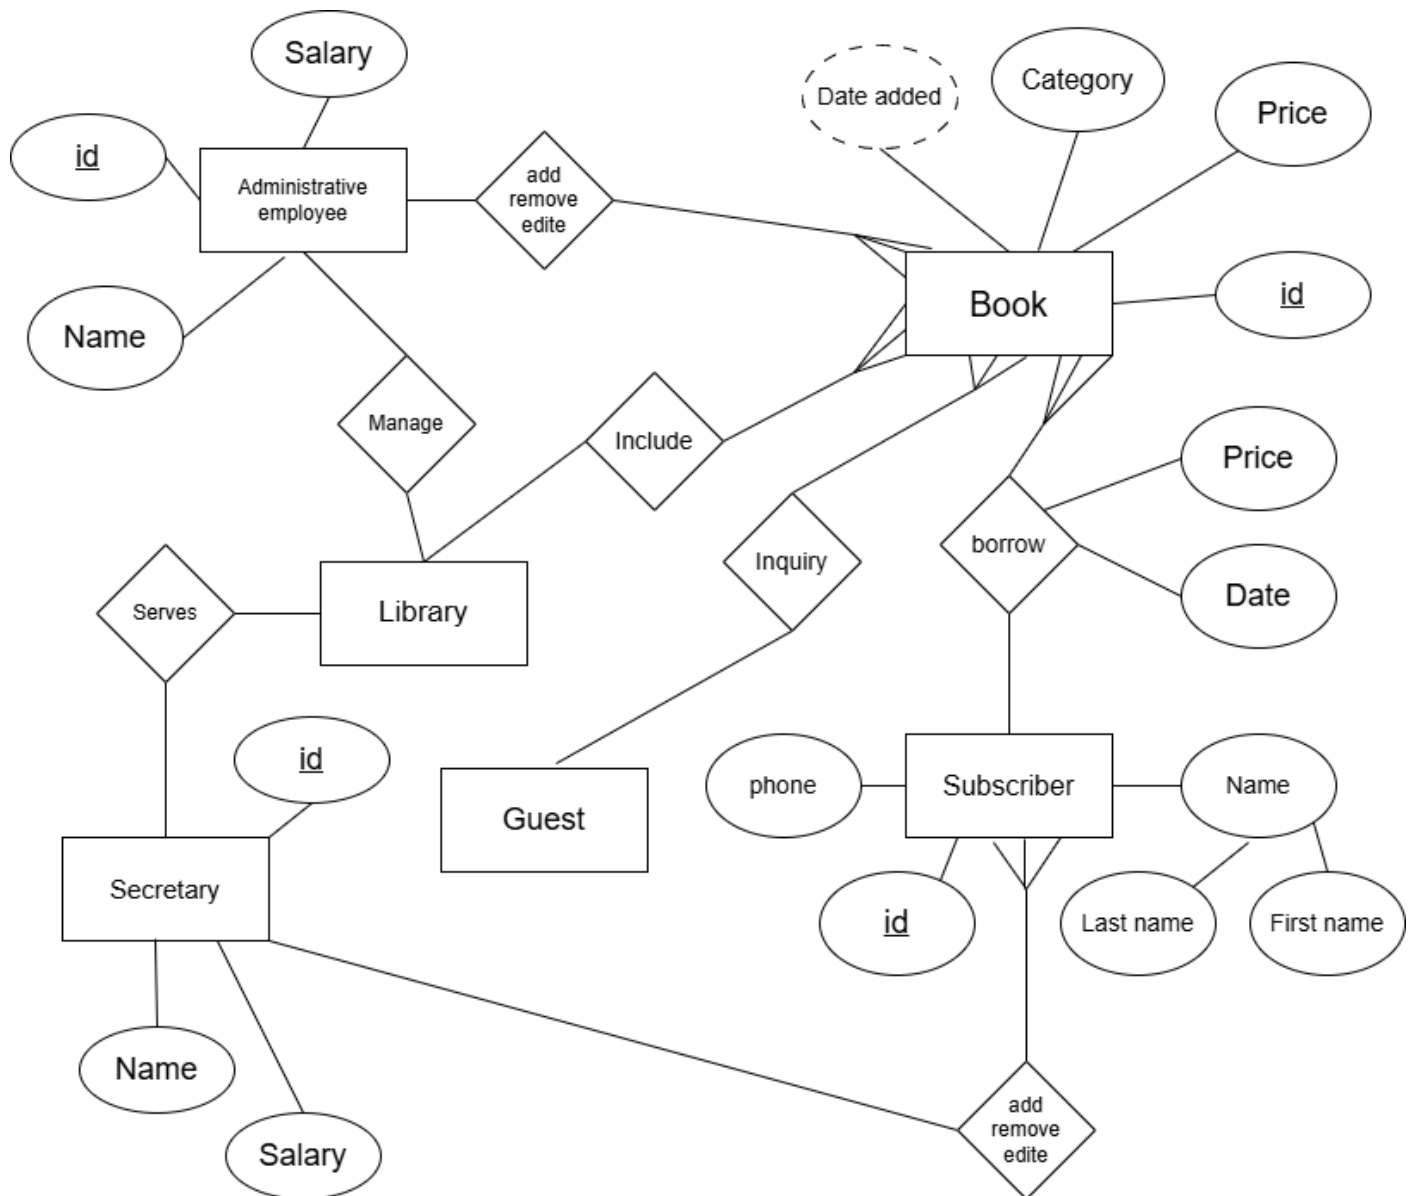 Salary
Date added
Category
Price
id
Administrative
employee
add
remove
edite
Book
id
Name
Manage
Include
Price
Inquiry
borrow
Date
Serves
Library
id
phone
Subscriber
Name
Guest
Secretary
id
Last name
First name
Name
Salary
add
remove
edite